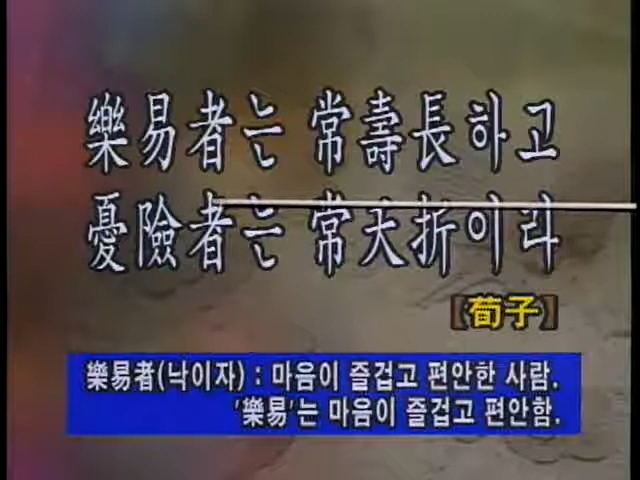 樂易者는 常壽長하고
憂險者는 常夭折이라
【荀子】
樂易者(낙이자) : 마음이 즐겁고 편안한 사람.
'樂易'는 마음이 즐겁고 편안함.